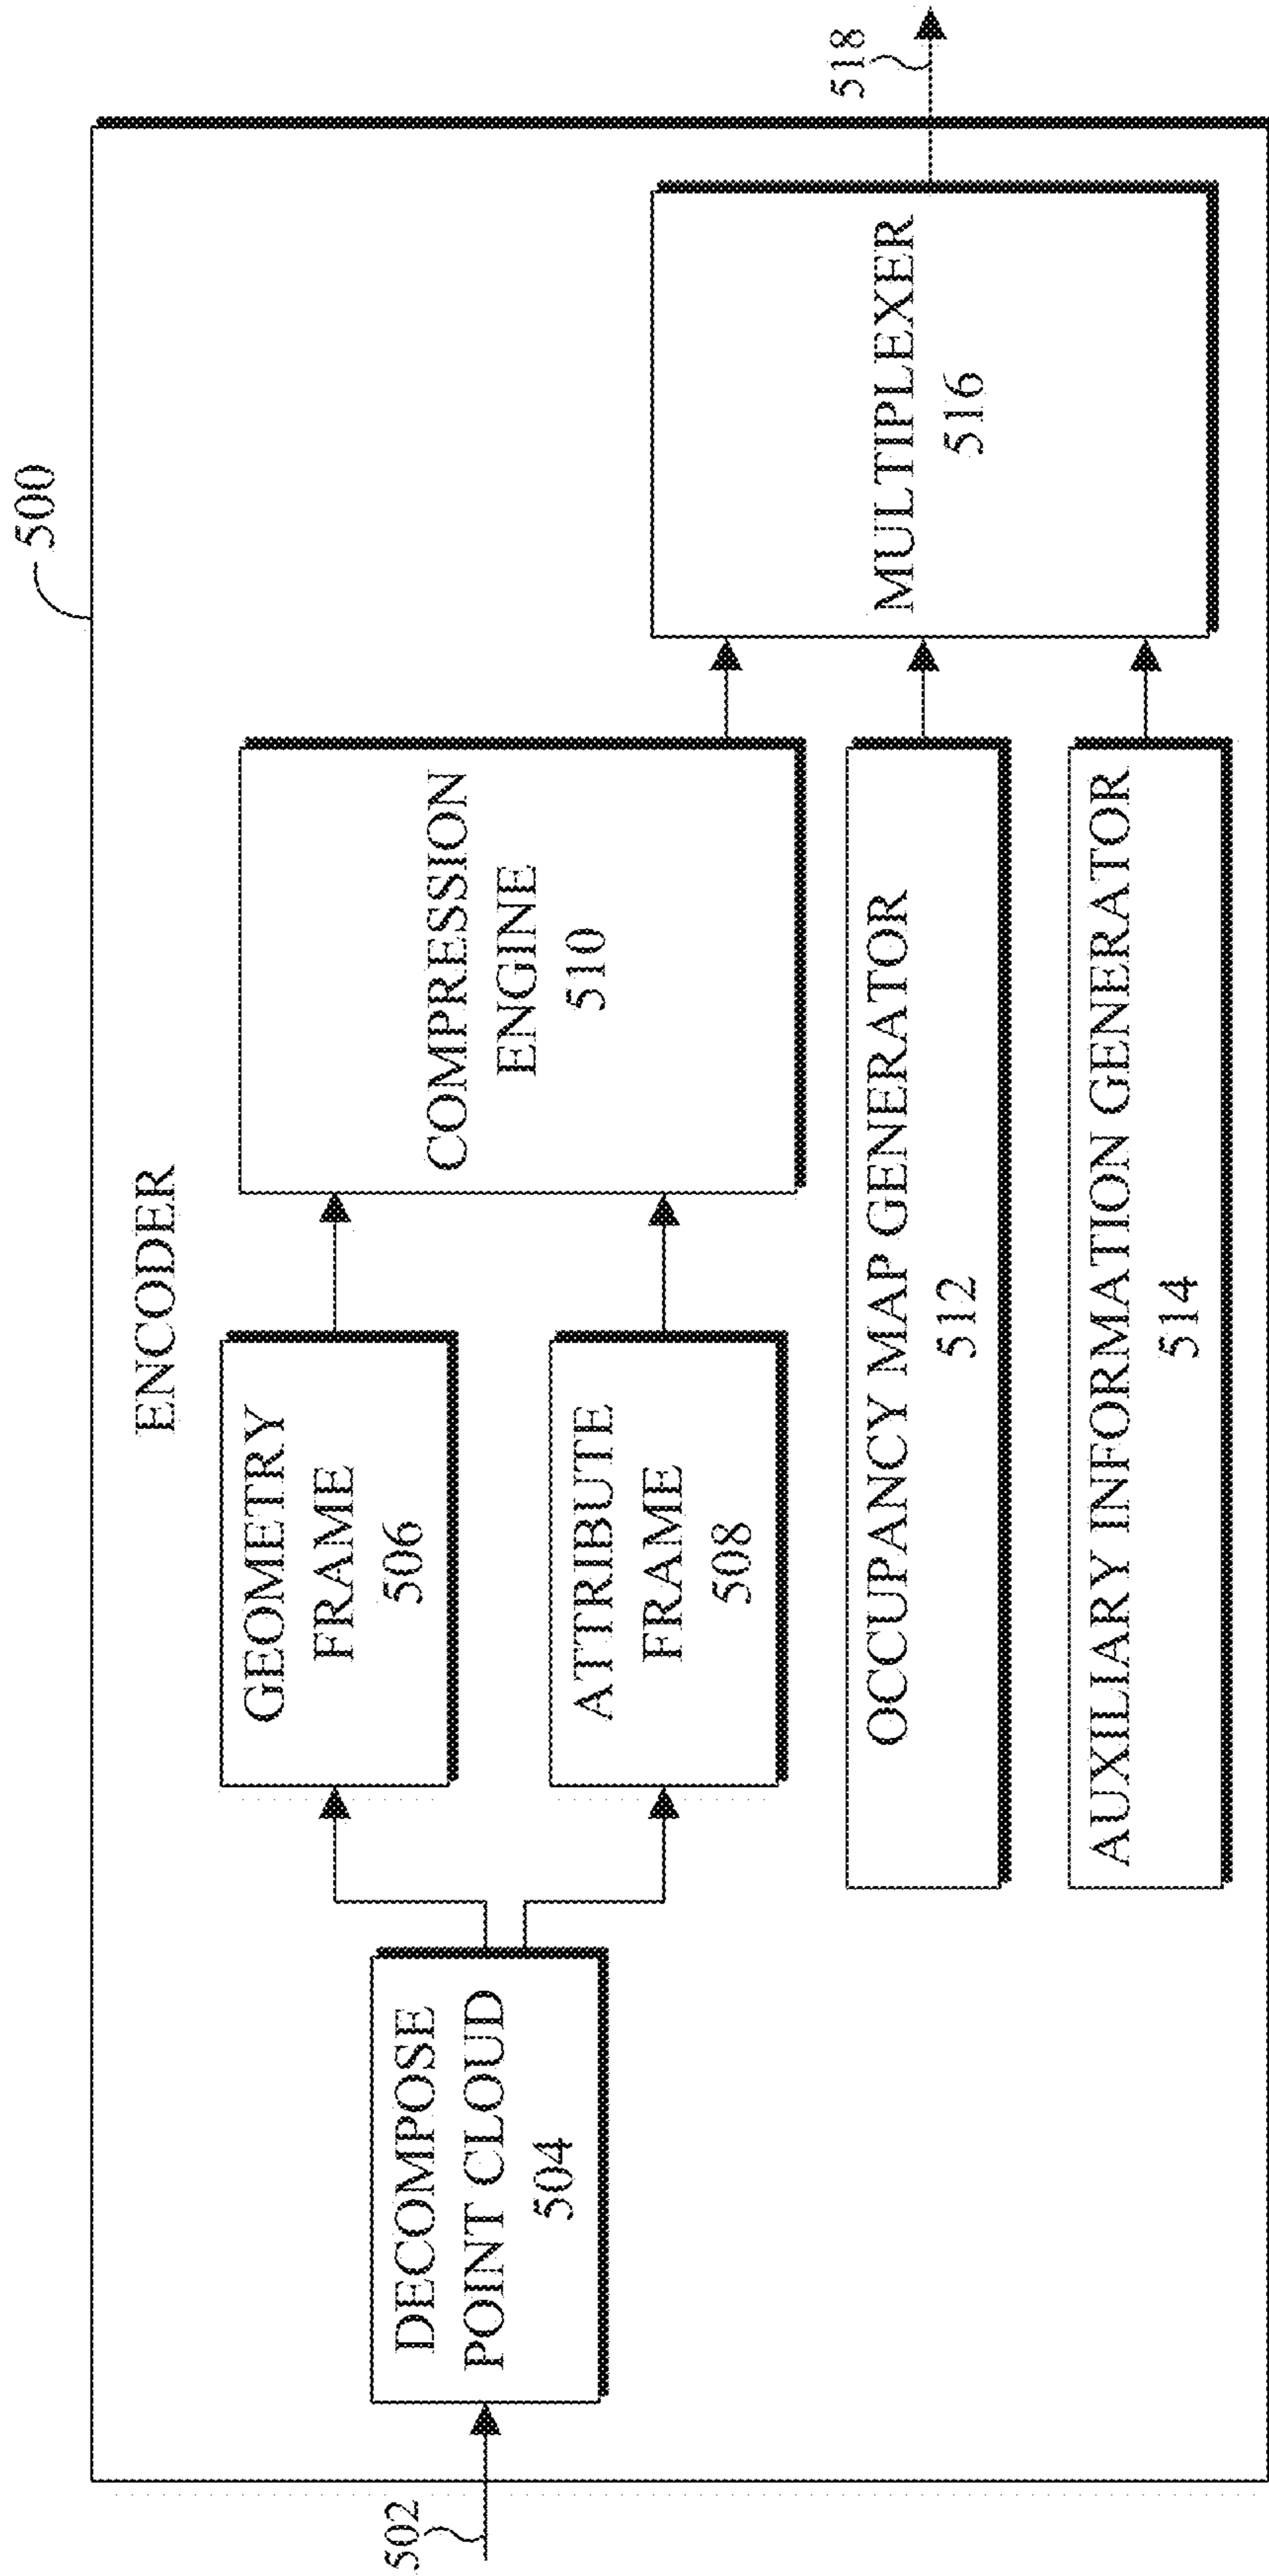 500
ENCODER
502
DECOMPOSE
POINT CLOUD
504
GEOMETRY
FRAME
506
ATTRIBUTE
FRAME
508
COMPRESSION
ENGINE
510
OCCUPANCY MAP GENERATOR
512
AUXILIARY INFORMATION GENERATOR
514
MULTIPLEXER
516
518